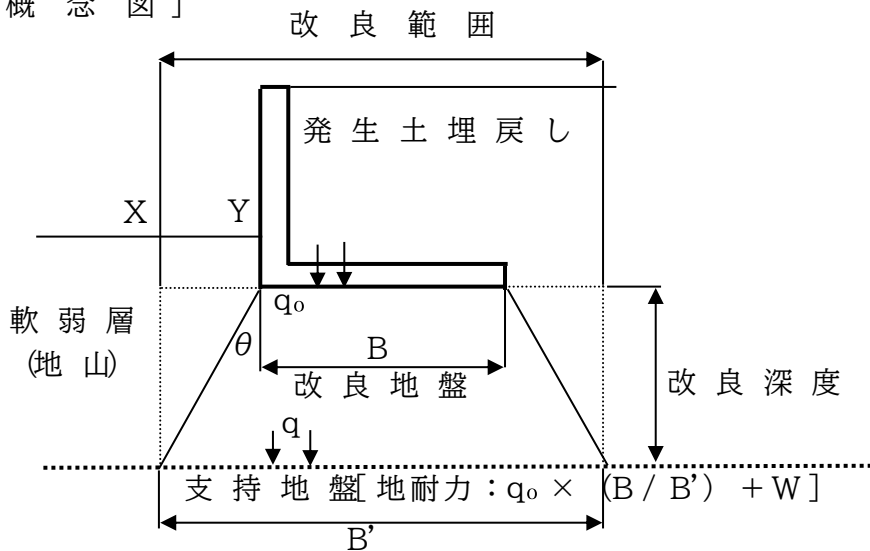 概 念 図 ]
改 良 範 囲
発 生 土 埋 戻 し
X Y
q₀
軟 弱 層
(地 山)
θ
B
改 良 地 盤
改 良 深 度
q
支 持 地 盤[ 地 耐 力 : q₀ × (B / B’) + W ]
B’